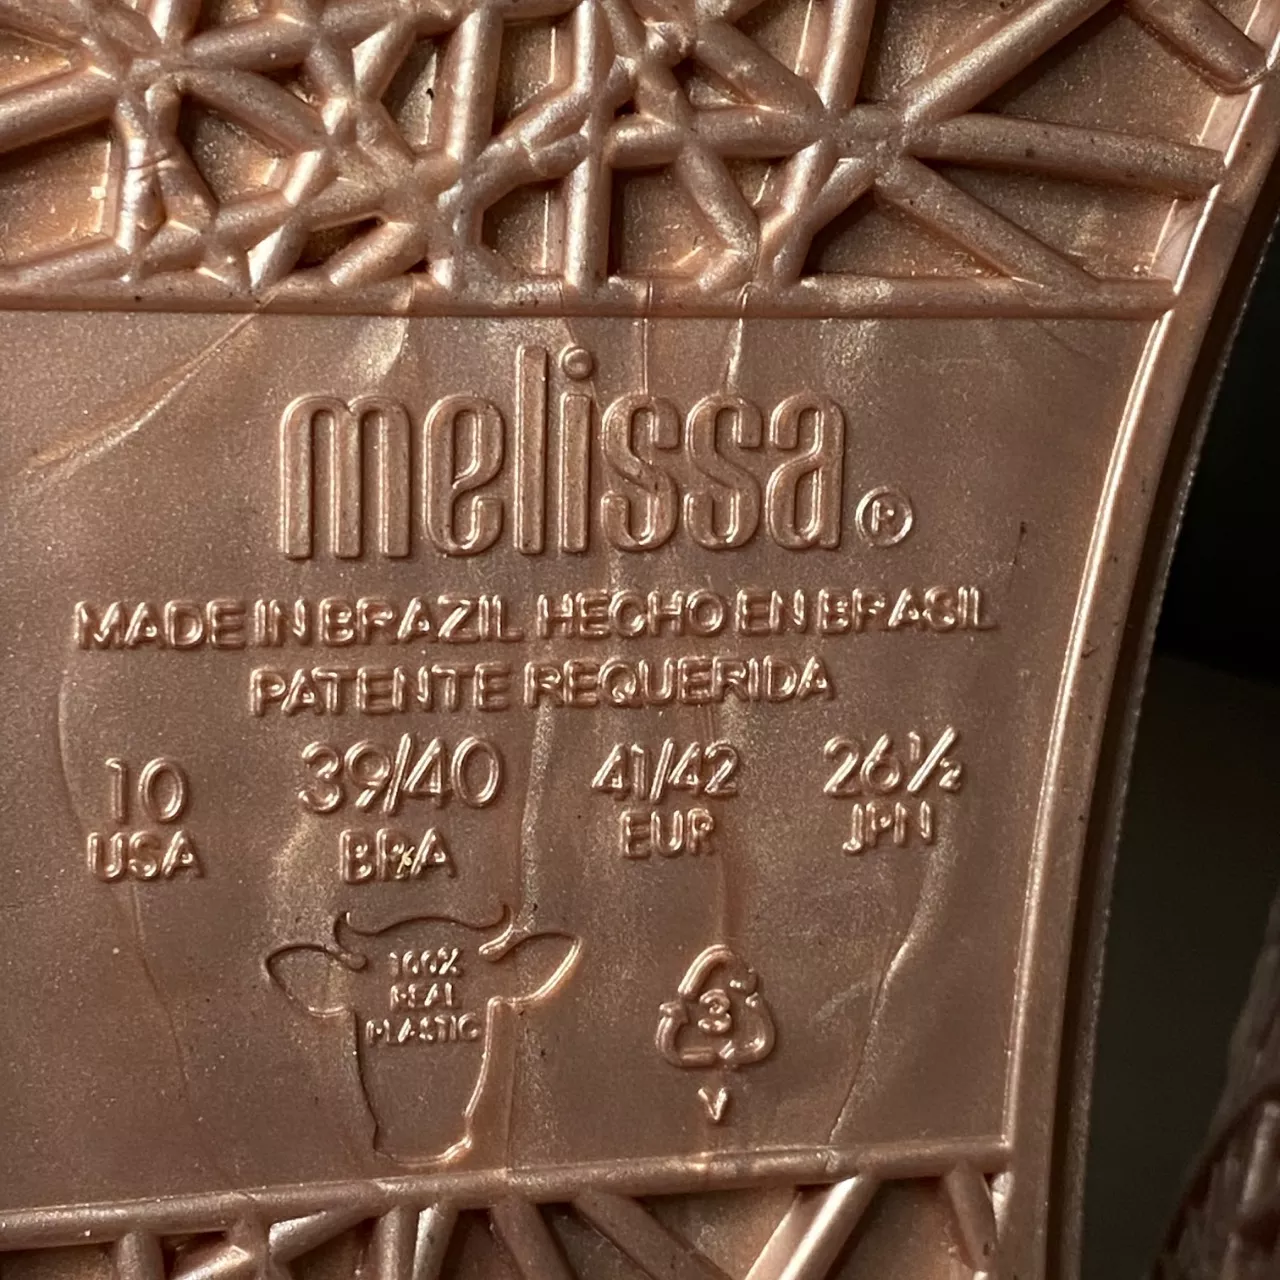 melissa®
MADE IN BRAZIL HECHO EN BRASIL
PATENTE REQUERIDA
10 39/40 41/42 26½
USA BRA EUR JPN
100%
REAL
PLASTIC
3
V